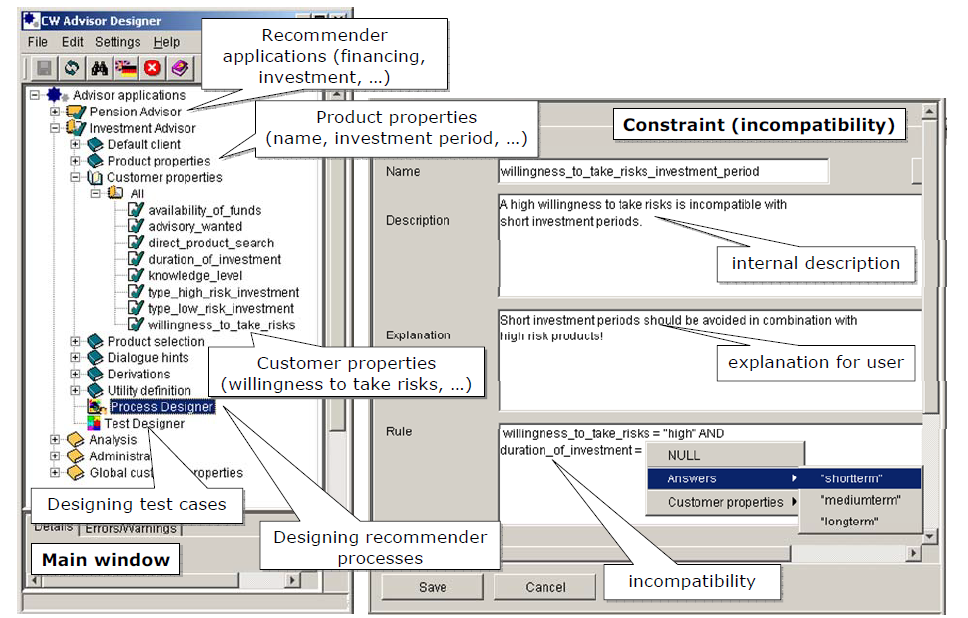 CW Advisor Designer
File Edit Settings Help
Recommender
applications (financing,
investment, ...)
Advisor applications
Pension Advisor
Investment Advisor
Default client
Product properties
Customer properties
All
availability_of_funds
advisory_wanted
direct_product_search
duration_of_investment
knowledge_level
type_high_risk_investment
type_low_risk_investment
willingness_to_take_risks
Product selection
Dialogue hints
Derivations
Utility definition
Process Designer
Test Designer
Analysis
Global properties
Product properties
(name, investment period, ...)
Customer properties
(willingness to take risks, ...)
Designing test cases
Designing recommender
processes
Details Errors/Warnings
Main window
Constraint (incompatibility)
Name
willingness_to_take_risks_investment_period
Description
A high willingness to take risks is incompatible with
short investment periods.
internal description
Explanation
Short investment periods should be avoided in combination with
high risk products!
explanation for user
Rule
willingness_to_take_risks = "high" AND
duration_of_investment =
NULL
Answers
Customer properties
"shortterm"
"mediumterm"
"longterm"
incompatibility
Save
Cancel